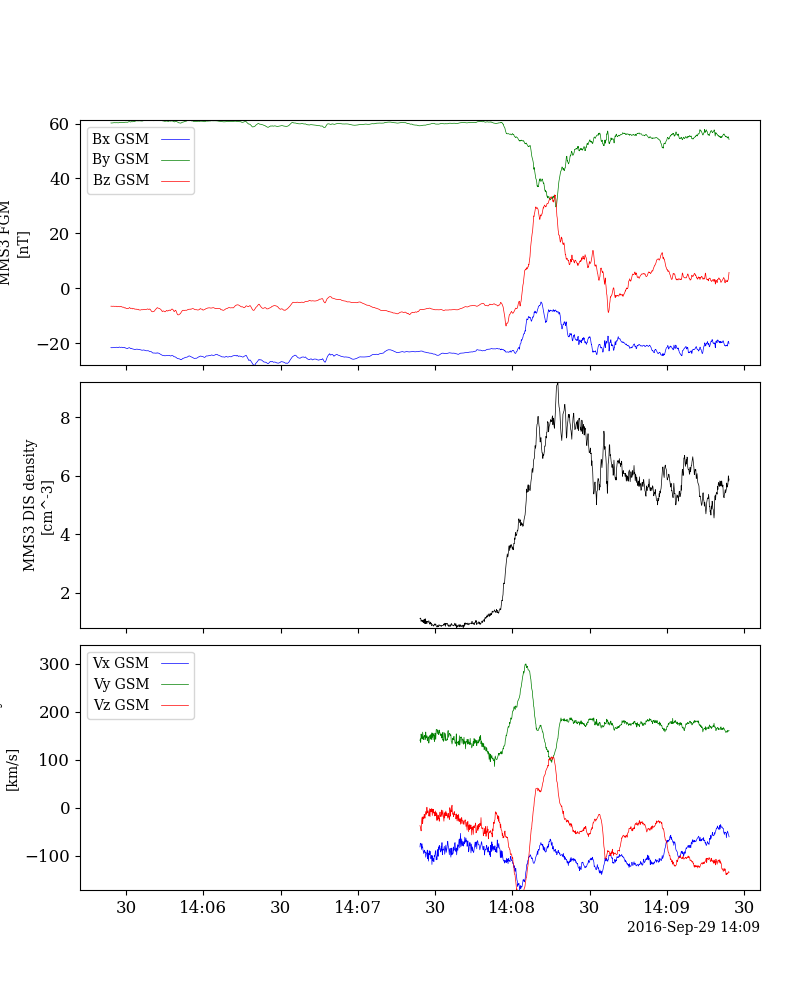 60
40
20
0
−20
MMS3 FGM
[nT]
Bx GSM
By GSM
Bz GSM
8
6
4
2
MMS3 DIS density
[cm^-3]
300
200
100
0
−100
[km/s]
Vx GSM
Vy GSM
Vz GSM
30 14:06 30 14:07 30 14:08 30 14:09 30
2016-Sep-29 14:09